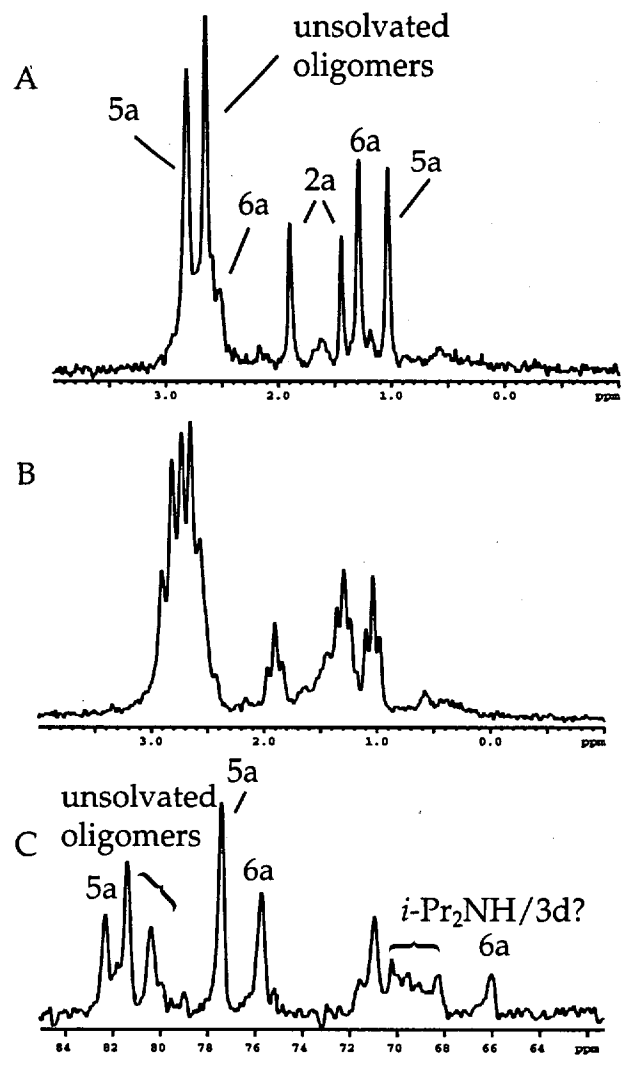 A
unsolvated
oligomers
5a
6a
2a
6a
5a
3.0 2.0 1.0 0.0 ppm
B
3.0 2.0 1.0 0.0 ppm
C
unsolvated
oligomers
5a
5a
6a
i-Pr₂NH/3d?
6a
84 82 80 78 76 74 72 70 68 66 64 ppm